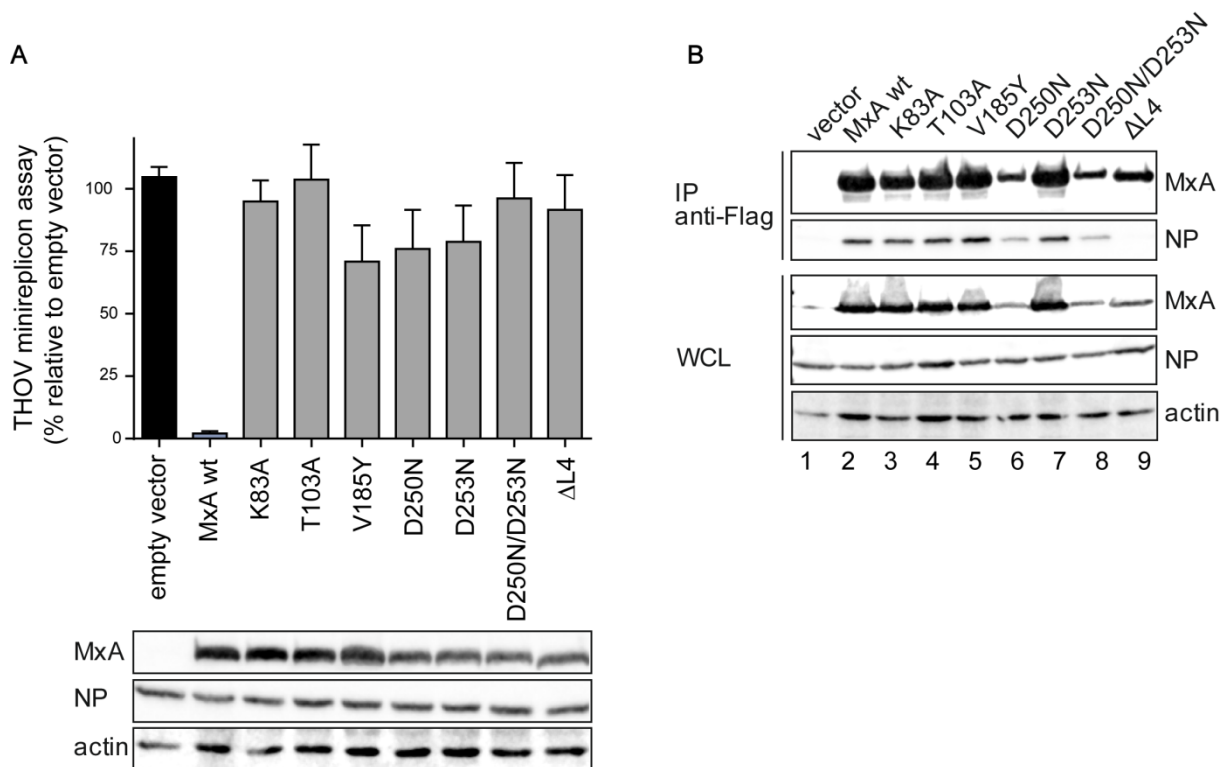 A
THOV minireplicon assay
(% relative to empty vector)
100
75
50
25
0
empty vector
MxA wt
K83A
T103A
V185Y
D250N
D253N
D250N/D253N
ΔL4
MxA
NP
actin
B
vector
MxA wt
K83A
T103A
V185Y
D250N
D253N
D250N/D253N
ΔL4
IP
anti-Flag
MxA
NP
WCL
MxA
NP
actin
1 2 3 4 5 6 7 8 9